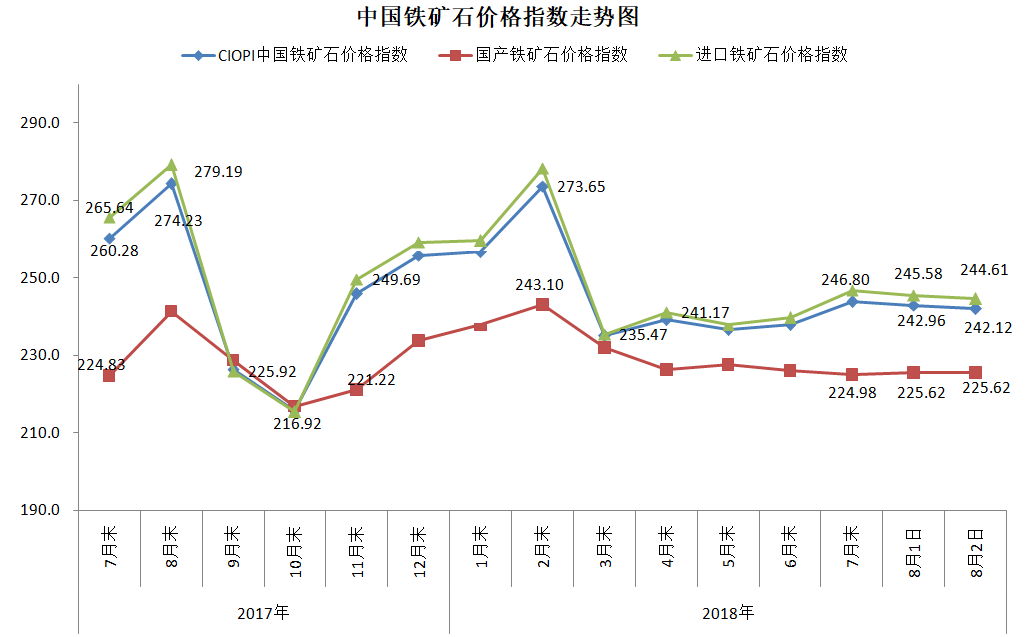 中国铁矿石价格指数走势图
CIOPI中国铁矿石价格指数 国产铁矿石价格指数 进口铁矿石价格指数
290.0
270.0
250.0
230.0
210.0
190.0
265.64
260.28
224.83
279.19
274.23
225.92
216.92
249.69
221.22
273.65
243.10
235.47
241.17
246.80
224.98
245.58
242.96
225.62
244.61
242.12
225.62
7月末
8月末
9月末
10月末
11月末
12月末
1月末
2月末
3月末
4月末
5月末
6月末
7月末
8月1日
8月2日
2017年 2018年